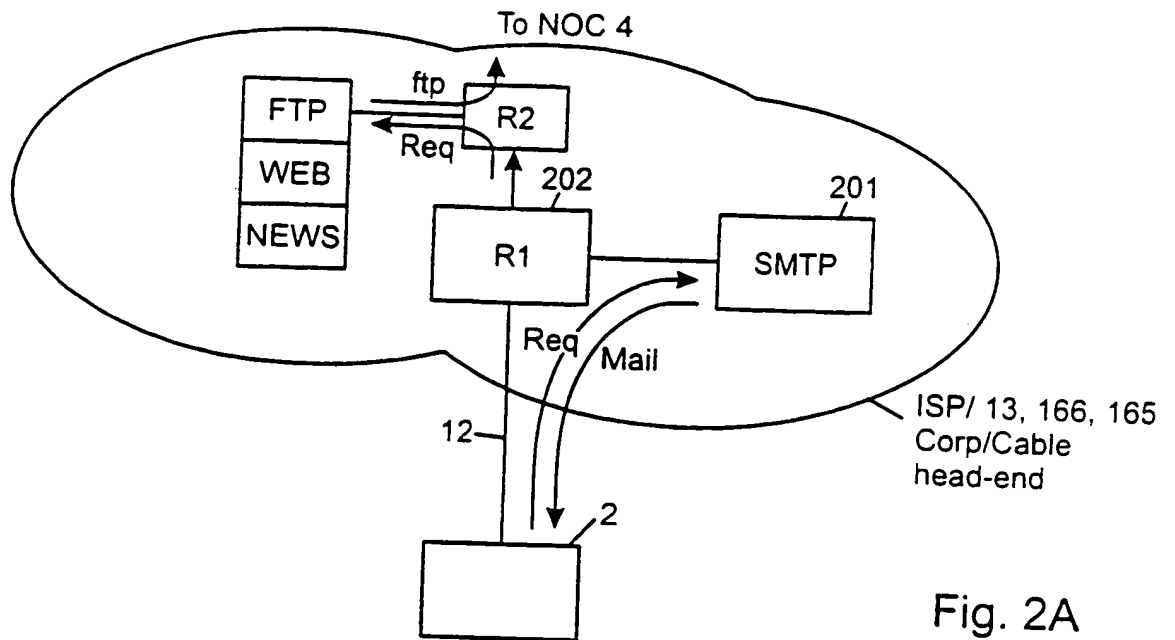 To NOC 4
ftp
FTP
R2
Req
WEB
202
201
NEWS
R1
SMTP
Req
Mail
ISP/ 13, 166, 165
Corp/Cable
head-end
12
2
Fig. 2A